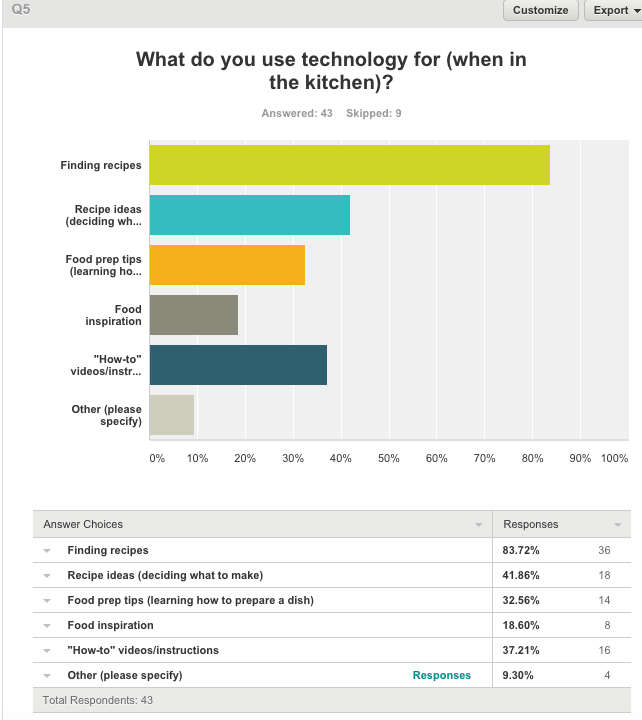 Q5
Customize
Export
What do you use technology for (when in
the kitchen)?
Answered: 43 Skipped: 9
Finding recipes
Recipe ideas
(deciding wh...
Food prep tips
(learning ho...
Food
inspiration
"How-to"
videos/instr...
Other (please
specify)
0% 10% 20% 30% 40% 50% 60% 70% 80% 90% 100%
Answer Choices Responses
Finding recipes 83.72% 36
Recipe ideas (deciding what to make) 41.86% 18
Food prep tips (learning how to prepare a dish) 32.56% 14
Food inspiration 18.60% 8
"How-to" videos/instructions 37.21% 16
Other (please specify) Responses 9.30% 4
Total Respondents: 43